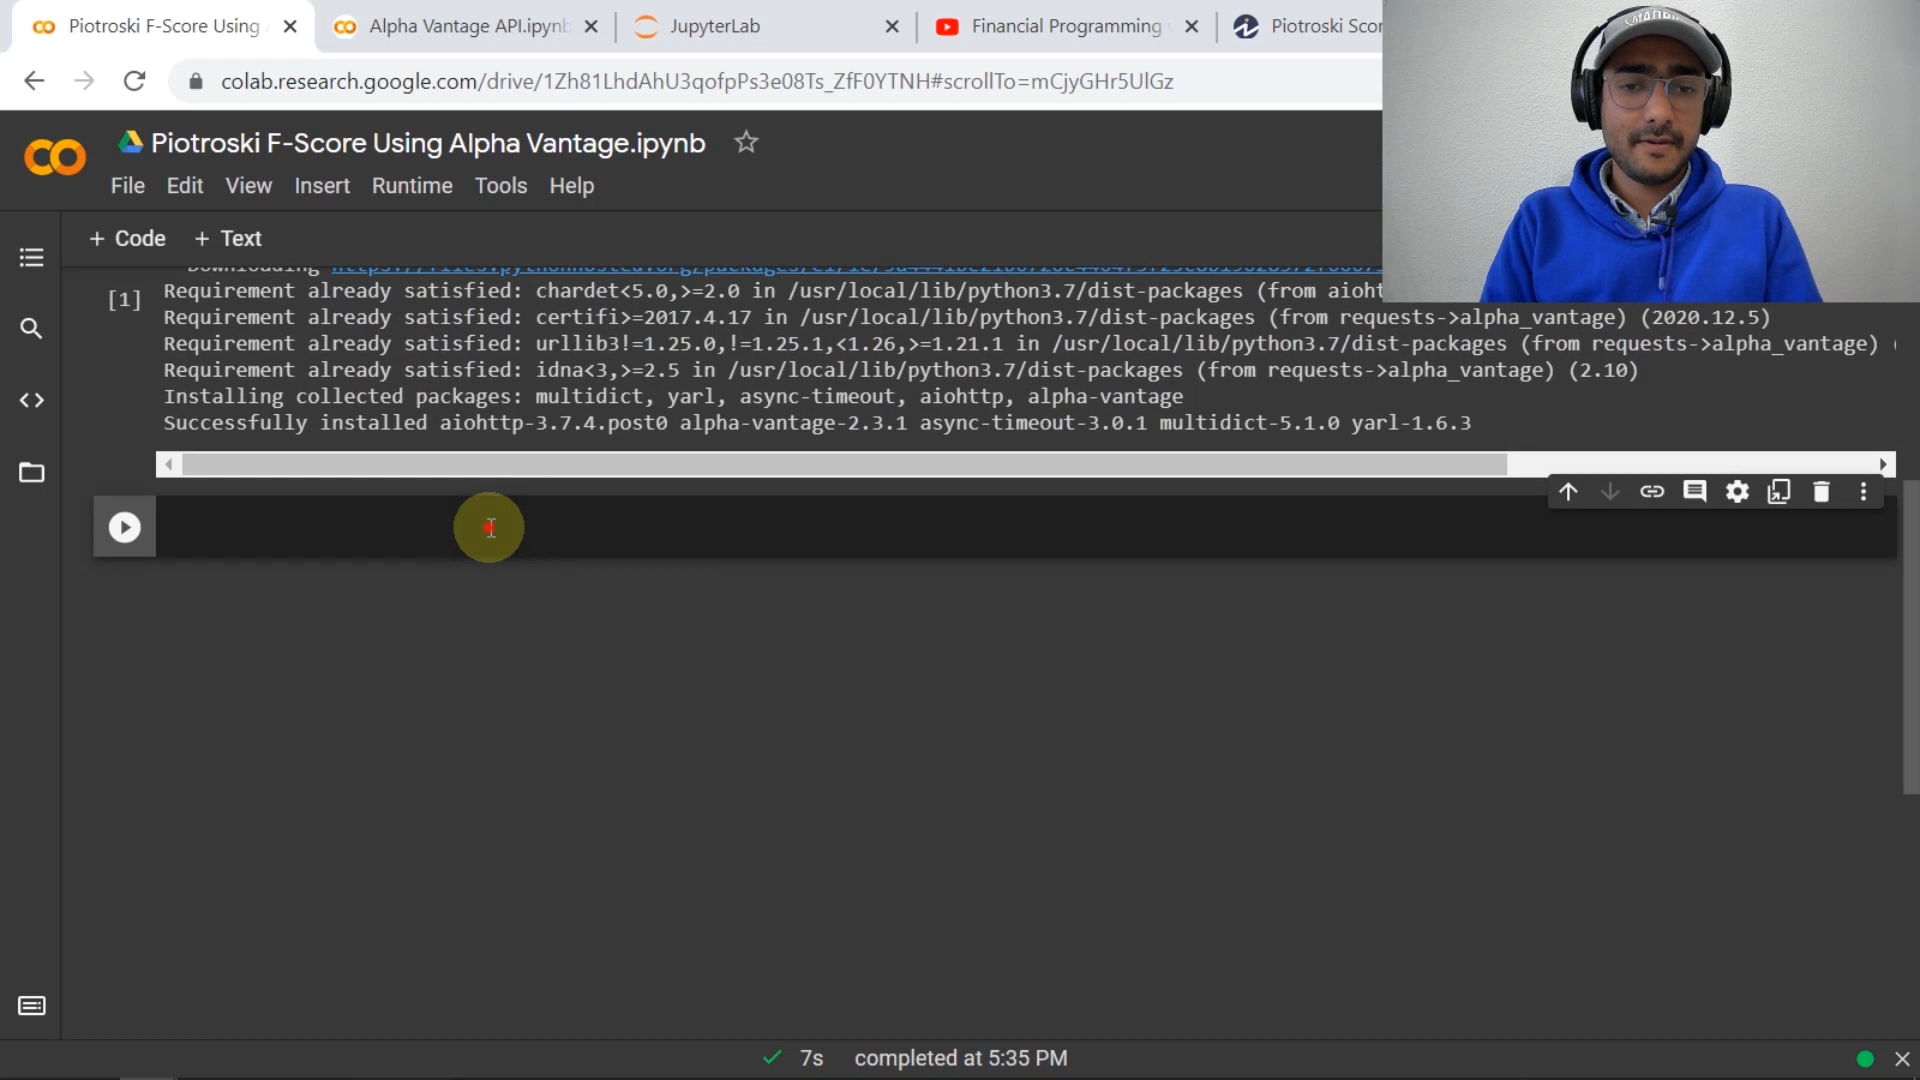 Piotroski F-Score Using
Alpha Vantage API.ipynb
JupyterLab
Financial Programming
Piotroski Scor
colab.research.google.com/drive/1Zh81LhdAhU3qofpPs3e08Ts_ZfF0YTNH#scrollTo=mCjyGHr5UlGz
Piotroski F-Score Using Alpha Vantage.ipynb
File Edit View Insert Runtime Tools Help
+ Code + Text
Downloading
[1] Requirement already satisfied: chardet<5.0,>=2.0 in /usr/local/lib/python3.7/dist-packages (from aioht
Requirement already satisfied: certifi>=2017.4.17 in /usr/local/lib/python3.7/dist-packages (from requests->alpha_vantage) (2020.12.5)
Requirement already satisfied: urllib3!=1.25.0,!=1.25.1,<1.26,>=1.21.1 in /usr/local/lib/python3.7/dist-packages (from requests->alpha_vantage) (
Requirement already satisfied: idna<3,>=2.5 in /usr/local/lib/python3.7/dist-packages (from requests->alpha_vantage) (2.10)
Installing collected packages: multidict, yarl, async-timeout, aiohttp, alpha-vantage
Successfully installed aiohttp-3.7.4.post0 alpha-vantage-2.3.1 async-timeout-3.0.1 multidict-5.1.0 yarl-1.6.3
7s completed at 5:35 PM